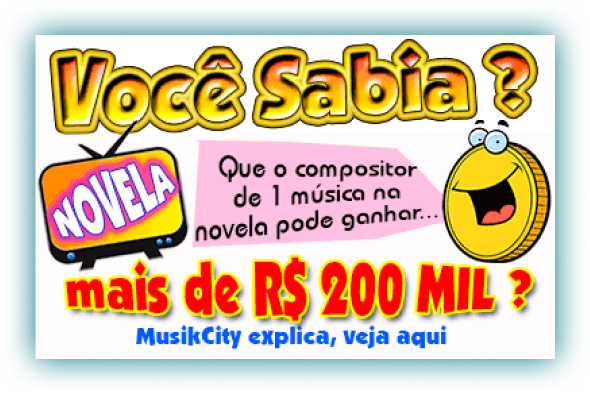 Você Sabia ?
NOVELA
Que o compositor
de 1 música na
novela pode ganhar...
mais de R$ 200 MIL ?
MusikCity explica, veja aqui